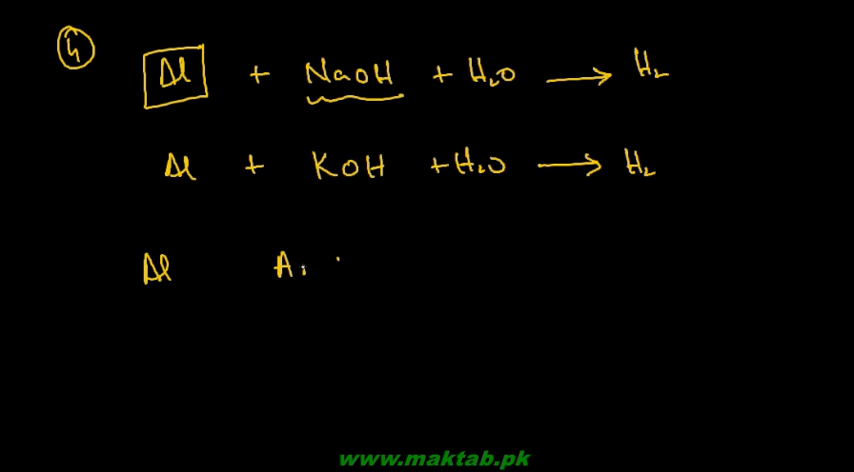 4 Al + NaOH + H₂O → H₂
Al + KOH + H₂O → H₂
Al A
www.maktab.pk